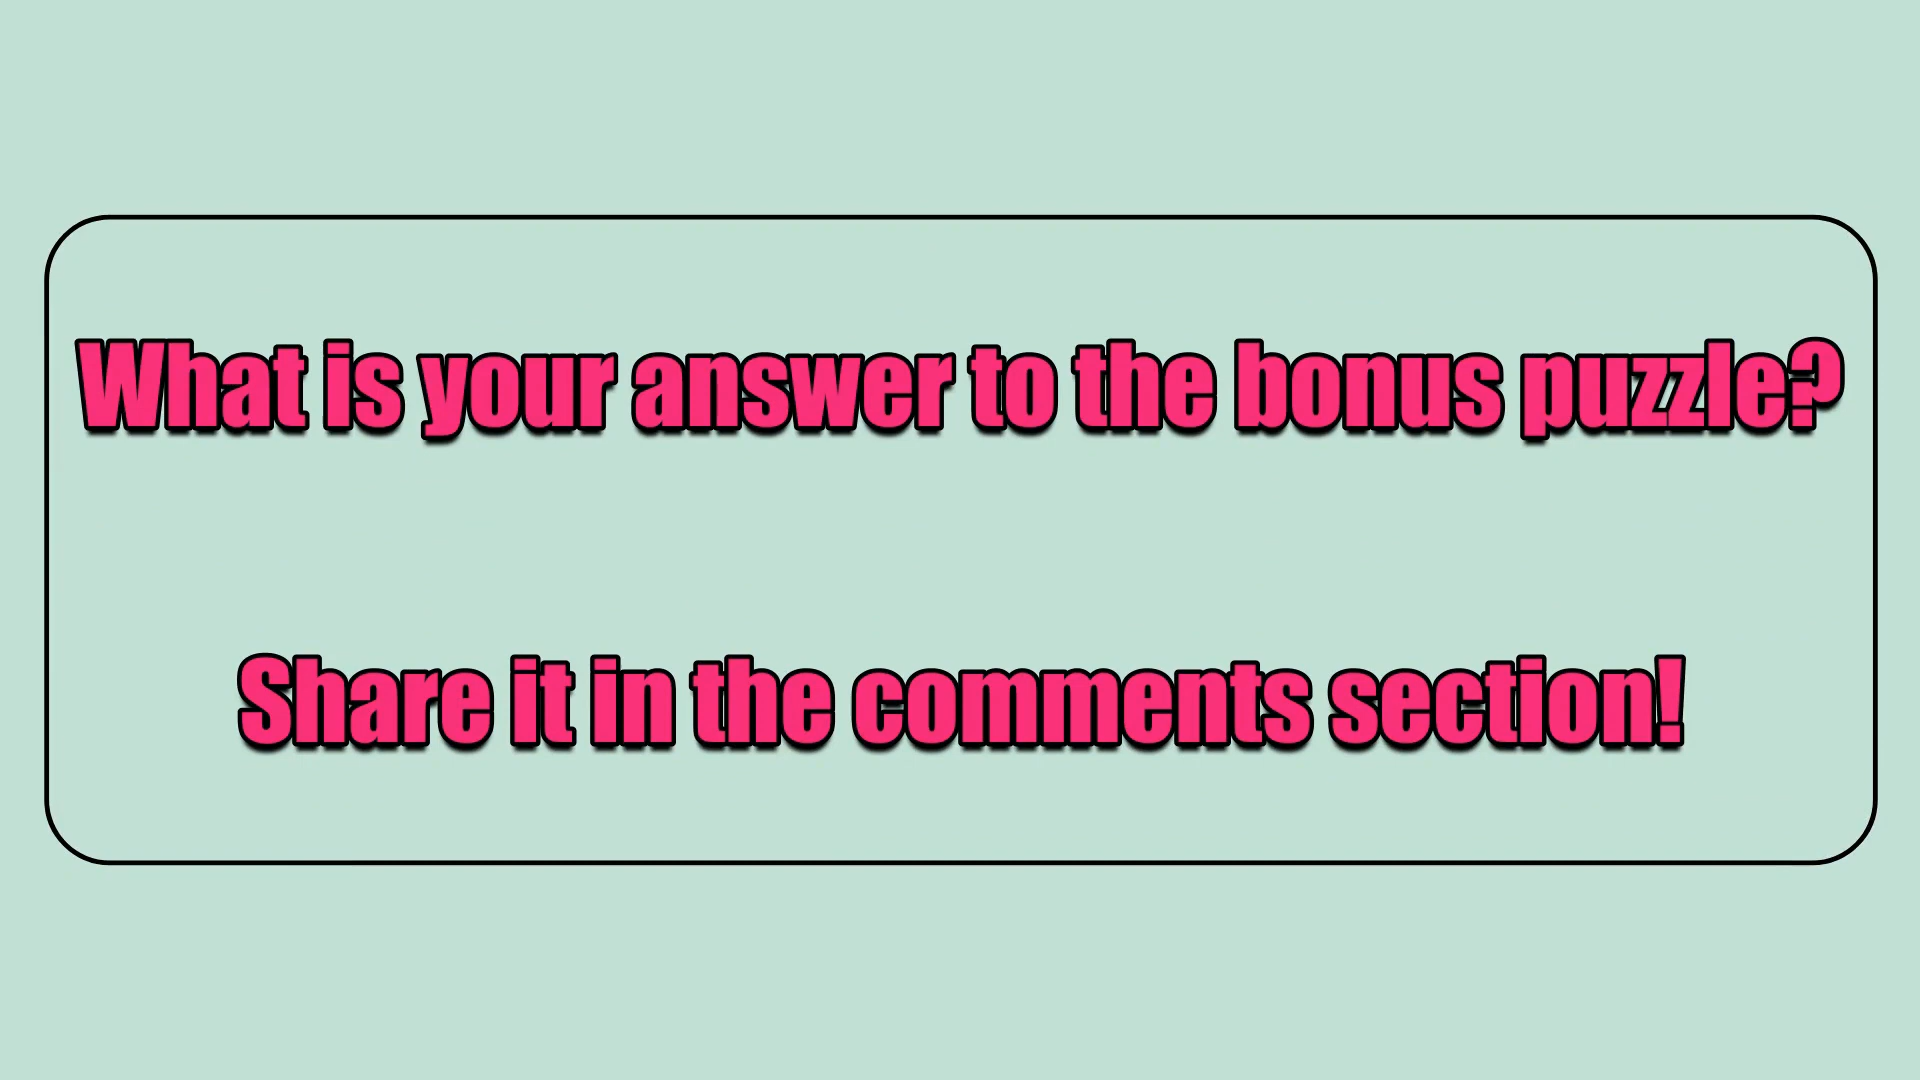 What is your answer to the bonus puzzle?
Share it in the comments section!